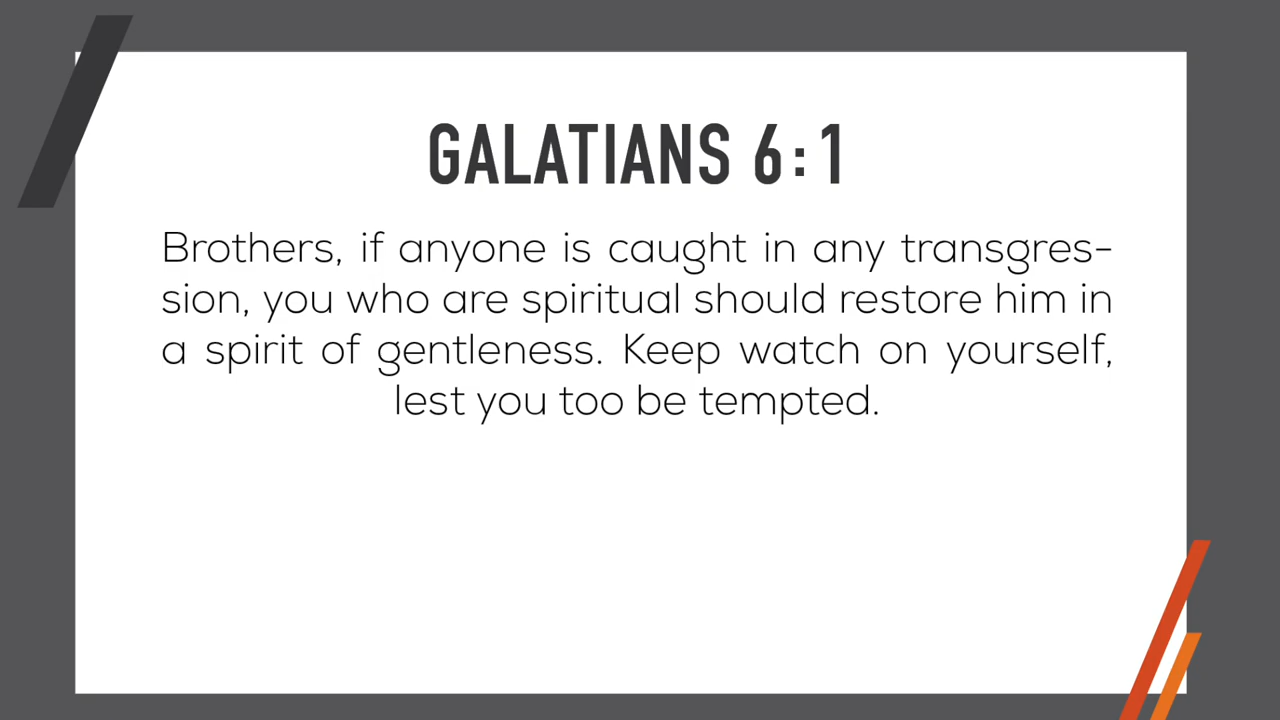 GALATIANS 6:1
Brothers, if anyone is caught in any transgres-
sion, you who are spiritual should restore him in
a spirit of gentleness. Keep watch on yourself,
lest you too be tempted.